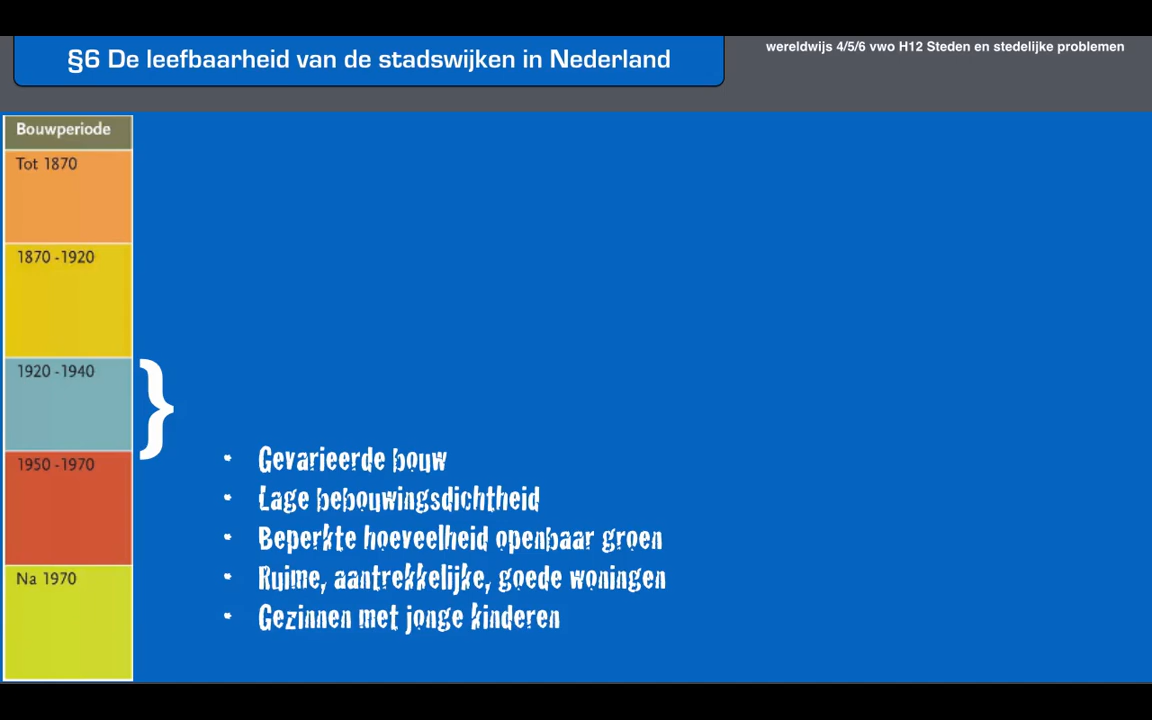 §6 De leefbaarheid van de stadswijken in Nederland
wereldwijs 4/5/6 vwo H12 Steden en stedelijke problemen
Bouwperiode
Tot 1870
1870 - 1920
1920 - 1940
}
1950 - 1970
Na 1970
- Gevarieerde bouw
- Lage bebouwingsdichtheid
- Beperkte hoeveelheid openbaar groen
- Ruime, aantrekkelijke, goede woningen
- Gezinnen met jonge kinderen